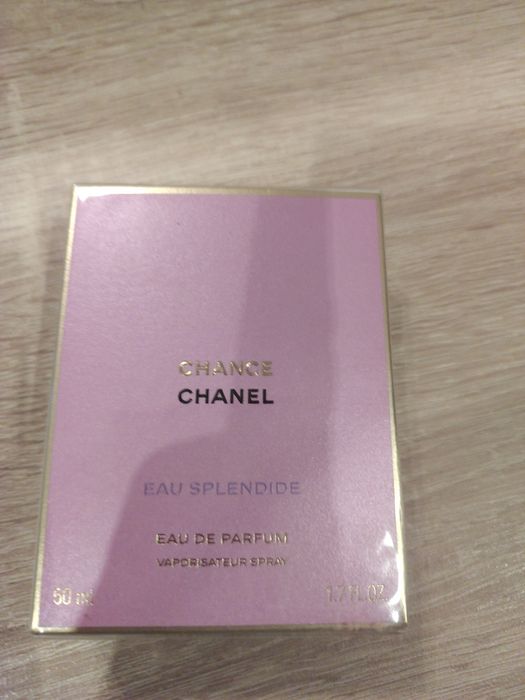 CHANCE
CHANEL
EAU SPLENDIDE
EAU DE PARFUM
VAPORISATEUR SPRAY
50 ml 1.7 FL.OZ.